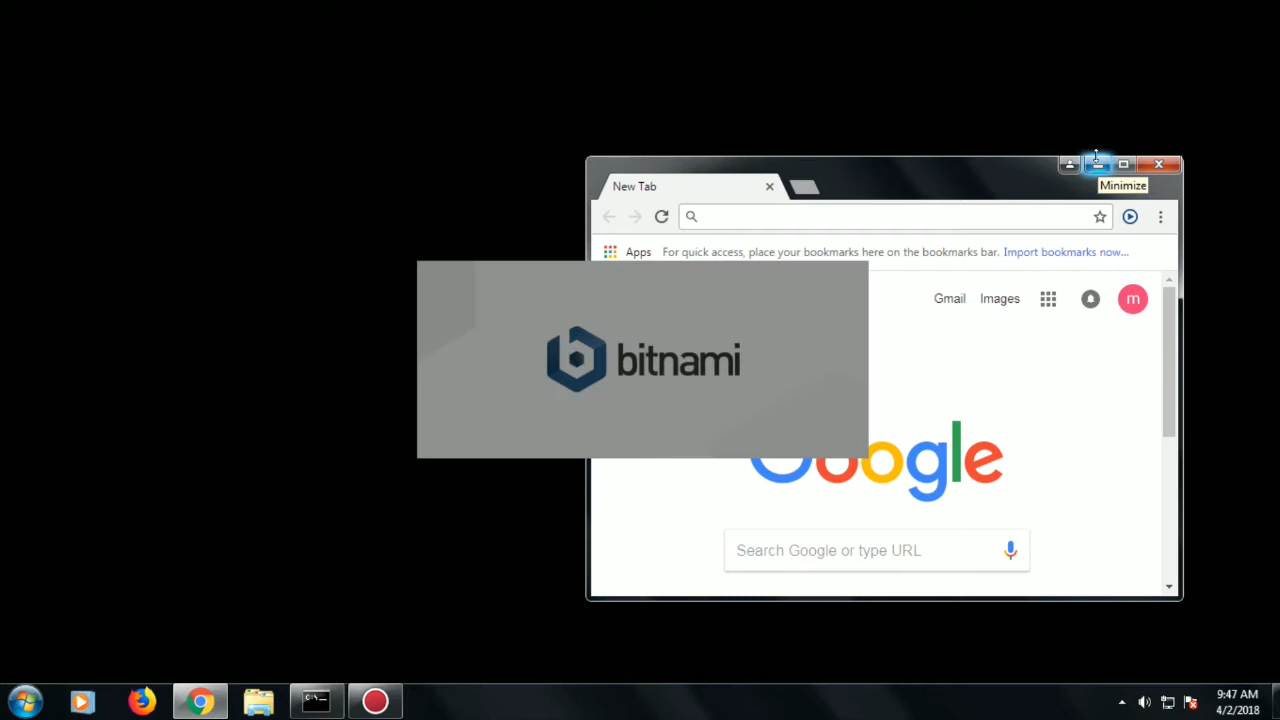 New Tab
Minimize
Apps For quick access, place your bookmarks here on the bookmarks bar. Import bookmarks now...
Gmail Images m
bitnami
Google
Search Google or type URL
C:\.
9:47 AM
4/2/2018